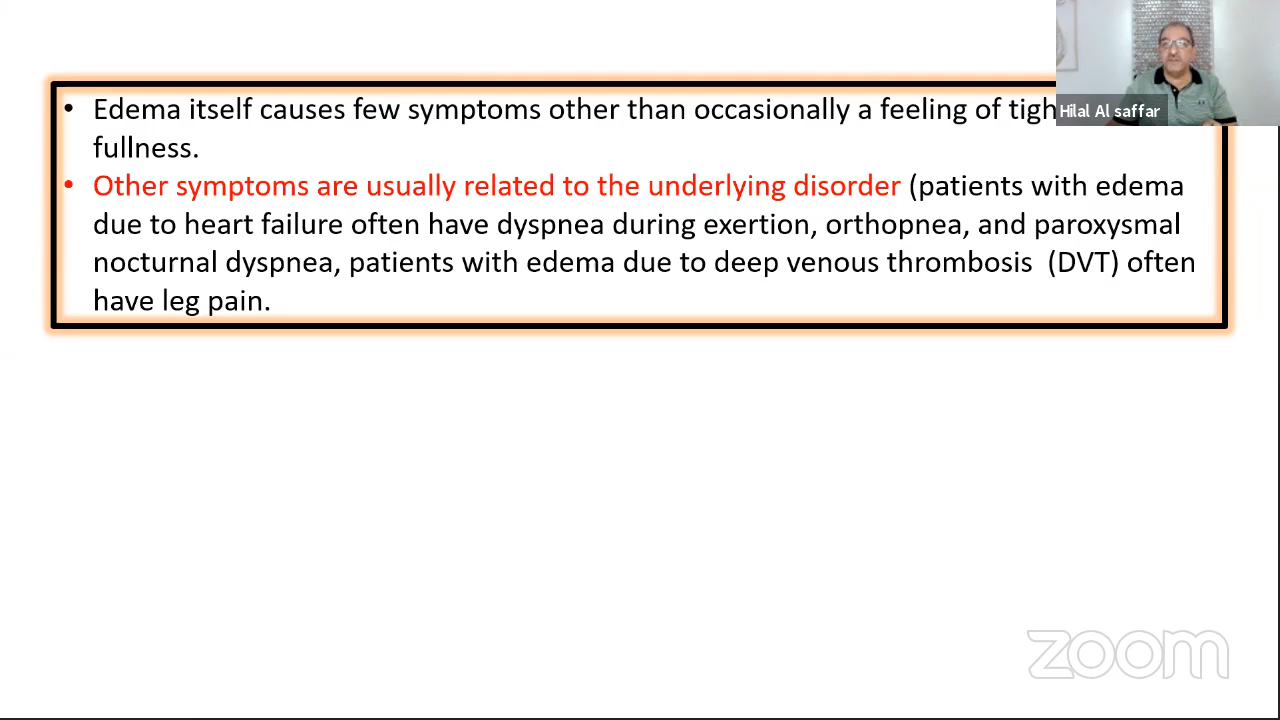 • Edema itself causes few symptoms other than occasionally a feeling of tigh
fullness.
• Other symptoms are usually related to the underlying disorder (patients with edema
due to heart failure often have dyspnea during exertion, orthopnea, and paroxysmal
nocturnal dyspnea, patients with edema due to deep venous thrombosis (DVT) often
have leg pain.
Hilal Al saffar
zoom